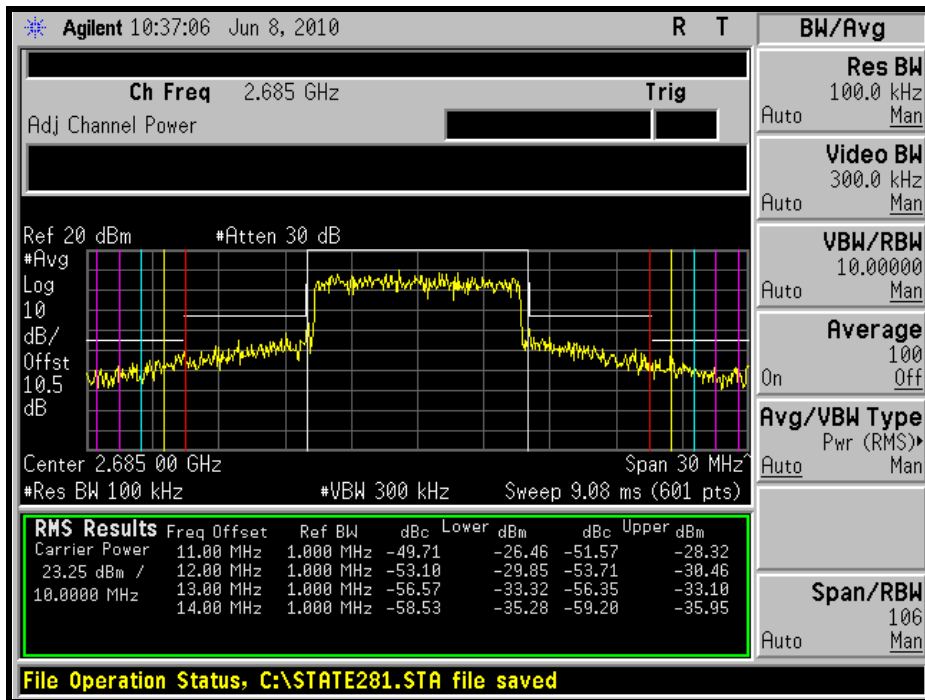 Agilent 10:37:06 Jun 8, 2010 R T
Ch Freq 2.685 GHz Trig
Adj Channel Power
Ref 20 dBm #Atten 30 dB
#Avg
Log
10
dB/
Offst
10.5
dB
Center 2.685 00 GHz Span 30 MHz^
#Res BW 100 kHz #VBW 300 kHz Sweep 9.08 ms (601 pts)
RMS Results Freq Offset Ref BW dBc Lower dBm dBc Upper dBm
Carrier Power 11.00 MHz 1.000 MHz -49.71 -26.46 -51.57 -28.32
23.25 dBm / 12.00 MHz 1.000 MHz -53.10 -29.85 -53.71 -30.46
10.0000 MHz 13.00 MHz 1.000 MHz -56.57 -33.32 -56.35 -33.10
14.00 MHz 1.000 MHz -58.53 -35.28 -59.20 -35.95
File Operation Status, C:\STATE281.STA file saved
BW/Avg
Res BW
100.0 kHz
Auto Man
Video BW
300.0 kHz
Auto Man
VBW/RBW
10.00000
Auto Man
Average
100
On Off
Avg/VBW Type
Pwr (RMS)▸
Auto Man
Span/RBW
106
Auto Man